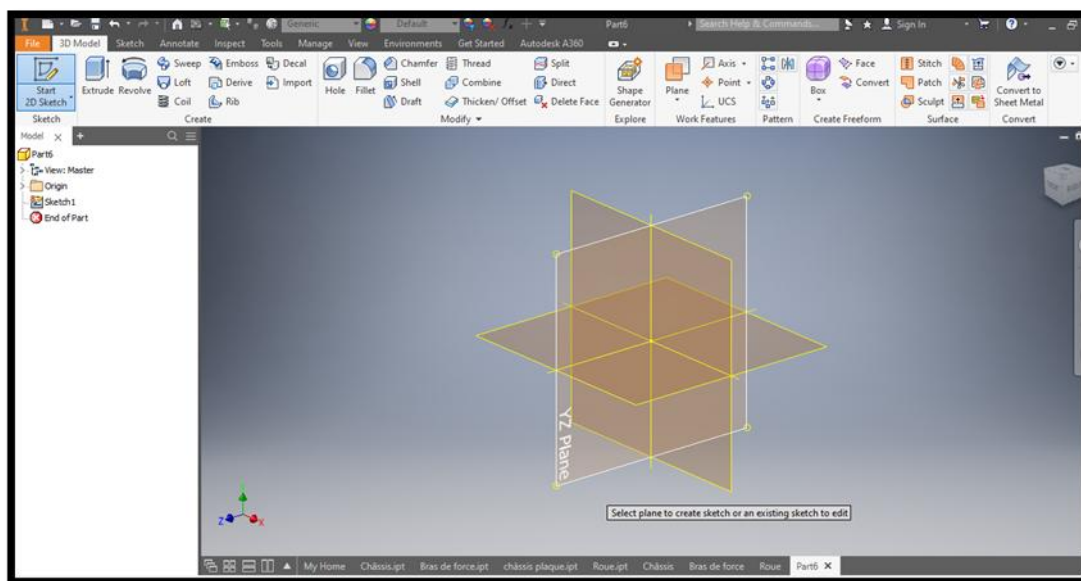 Generic Default Part6 Search Help & Commands... Sign In
File 3D Model Sketch Annotate Inspect Tools Manage View Environments Get Started Autodesk A360
Start
2D Sketch
Extrude Revolve
Sweep Emboss Decal
Loft Derive Import
Coil Rib
Hole Fillet
Chamfer Thread Split
Shell Combine Direct
Draft Thicken/ Offset Delete Face
Shape
Generator
Plane
Axis
Point
UCS
Box
Face
Convert
Stitch
Patch
Sculpt
Convert to
Sheet Metal
Sketch Create Modify Explore Work Features Pattern Create Freeform Surface Convert
Model
Part6
View: Master
Origin
Sketch1
End of Part
YZ Plane
Select plane to create sketch or an existing sketch to edit
Z X
My Home Châssis.ipt Bras de force.ipt châssis plaque.ipt Roue.ipt Châssis Bras de force Roue Part6